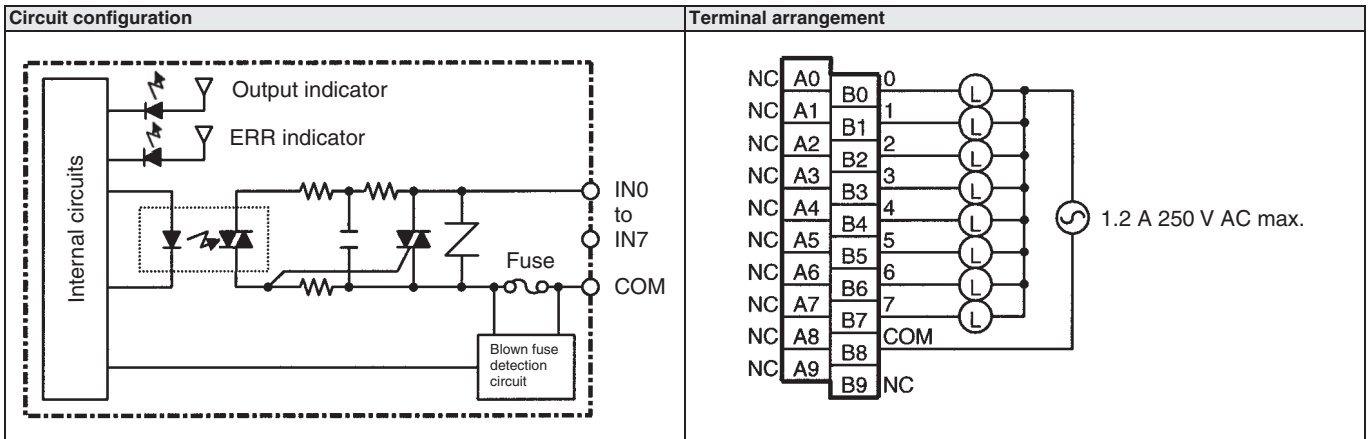 Circuit configuration
Terminal arrangement
Output indicator
ERR indicator
Internal circuits
IN0
to
IN7
Fuse
COM
Blown fuse
detection
circuit
NC A0 B0 0 L
NC A1 B1 1 L
NC A2 B2 2 L
NC A3 B3 3 L
NC A4 B4 4 L
NC A5 B5 5 L
NC A6 B6 6 L
NC A7 B7 7 L
NC A8 B8 COM
NC A9 B9 NC
1.2 A 250 V AC max.